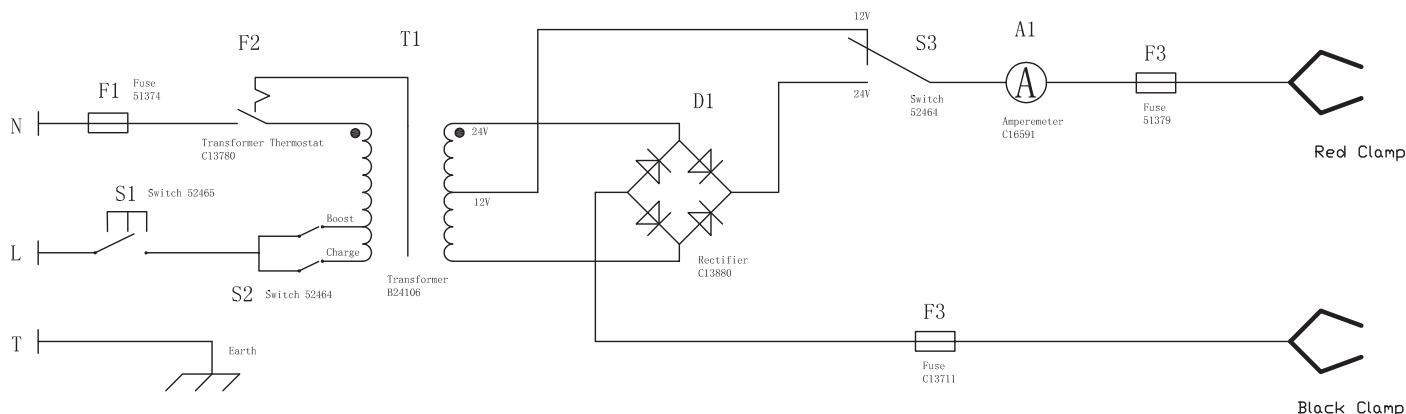 12V
A1
S3
T1
F2
F3
Fuse
51374
F1
24V
D1
Switch
52464
A
Fuse
51379
Amperemeter
C16591
N
24V
Transformer Thermostat
C13780
Red Clamp
S1
Switch 52465
12V
Boost
L
Charge
Rectifier
C13880
Transformer
B24106
S2
Switch 52464
F3
T
Earth
Fuse
C13711
Black Clamp